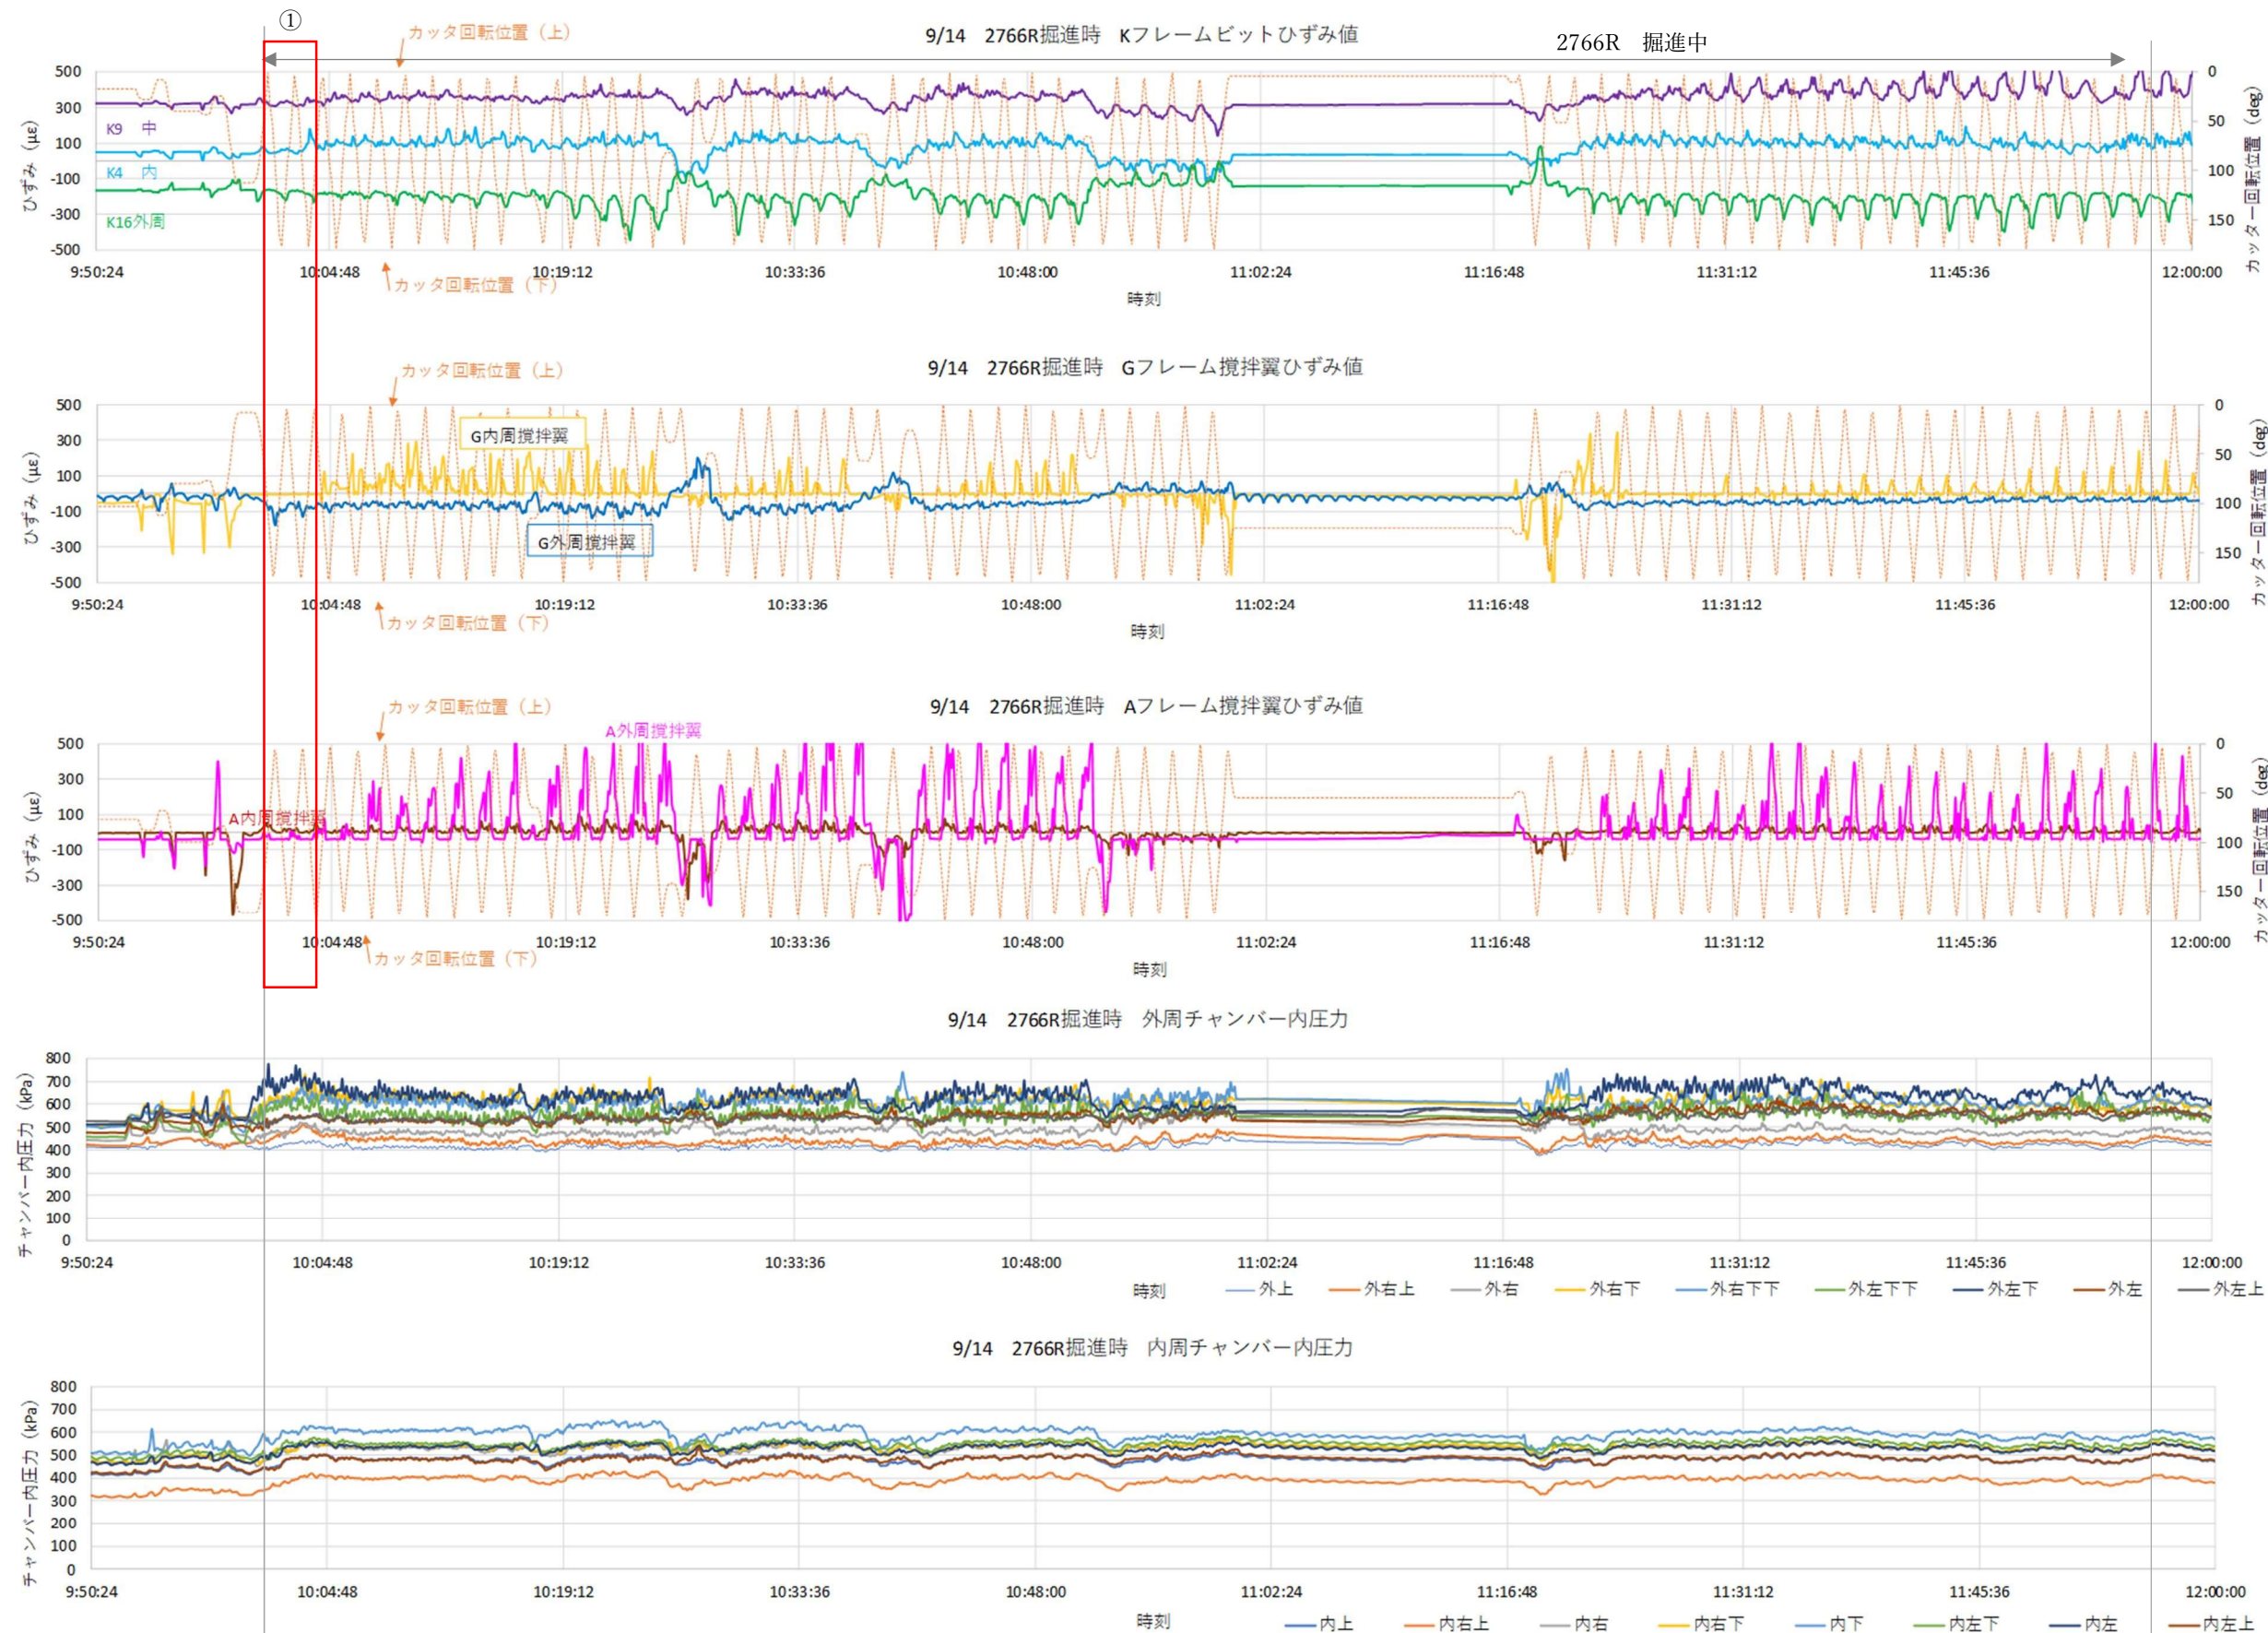 ①
カッタ回転位置（上）
9/14　2766R掘進時　Kフレームビットひずみ値
2766R　掘進中
500
300
100
-100
-300
-500
ひずみ（με）
K9　中
K4　内
K16外周
0
50
100
150
カッター回転位置（deg）
9:50:24 10:04:48 10:19:12 10:33:36 10:48:00 11:02:24 11:16:48 11:31:12 11:45:36 12:00:00
カッタ回転位置（下）
時刻
9/14　2766R掘進時　Gフレーム撹拌翼ひずみ値
カッタ回転位置（上）
500
300
100
-100
-300
-500
ひずみ（με）
G内周撹拌翼
G外周撹拌翼
0
50
100
150
カッター回転位置（deg）
9:50:24 10:04:48 10:19:12 10:33:36 10:48:00 11:02:24 11:16:48 11:31:12 11:45:36 12:00:00
カッタ回転位置（下）
時刻
カッタ回転位置（上）
9/14　2766R掘進時　Aフレーム撹拌翼ひずみ値
A外周撹拌翼
500
300
100
-100
-300
-500
ひずみ（με）
A内周撹拌翼
0
50
100
150
カッター回転位置（deg）
9:50:24 10:04:48 10:19:12 10:33:36 10:48:00 11:02:24 11:16:48 11:31:12 11:45:36 12:00:00
カッタ回転位置（下）
時刻
9/14　2766R掘進時　外周チャンバー内圧力
800
700
600
500
400
300
200
100
0
チャンバー内圧力（kPa）
9:50:24 10:04:48 10:19:12 10:33:36 10:48:00 11:02:24 11:16:48 11:31:12 11:45:36 12:00:00
時刻
外上 外右上 外右 外右下 外右下下 外左下下 外左下 外左 外左上
9/14　2766R掘進時　内周チャンバー内圧力
800
700
600
500
400
300
200
100
0
チャンバー内圧力（kPa）
9:50:24 10:04:48 10:19:12 10:33:36 10:48:00 11:02:24 11:16:48 11:31:12 11:45:36 12:00:00
時刻
内上 内右上 内右 内右下 内下 内左下 内左 内左上